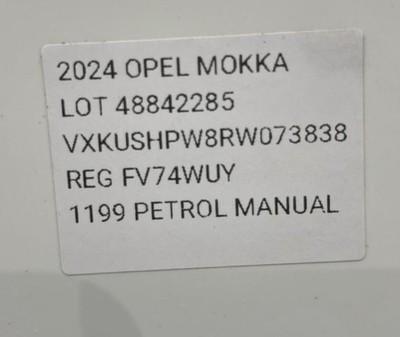 2024 OPEL MOKKA
LOT 48842285
VXKUSHPW8RW073838
REG FV74WUY
1199 PETROL MANUAL